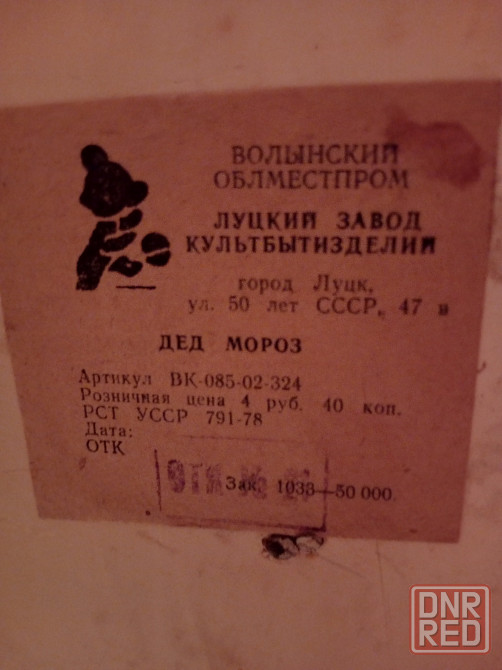 ВОЛЫНСКИЙ
ОБЛМЕСТПРОМ
ЛУЦКИЙ ЗАВОД
КУЛЬТБЫТИЗДЕЛИЙ
город Луцк,
ул. 50 лет СССР, 47 в
ДЕД МОРОЗ
Артикул ВК-085-02-324
Розничная цена 4 руб. 40 коп.
РСТ УССР 791-78
Дата:
ОТК
ОТК
Зак. 1033—50 000.
DNR
RED